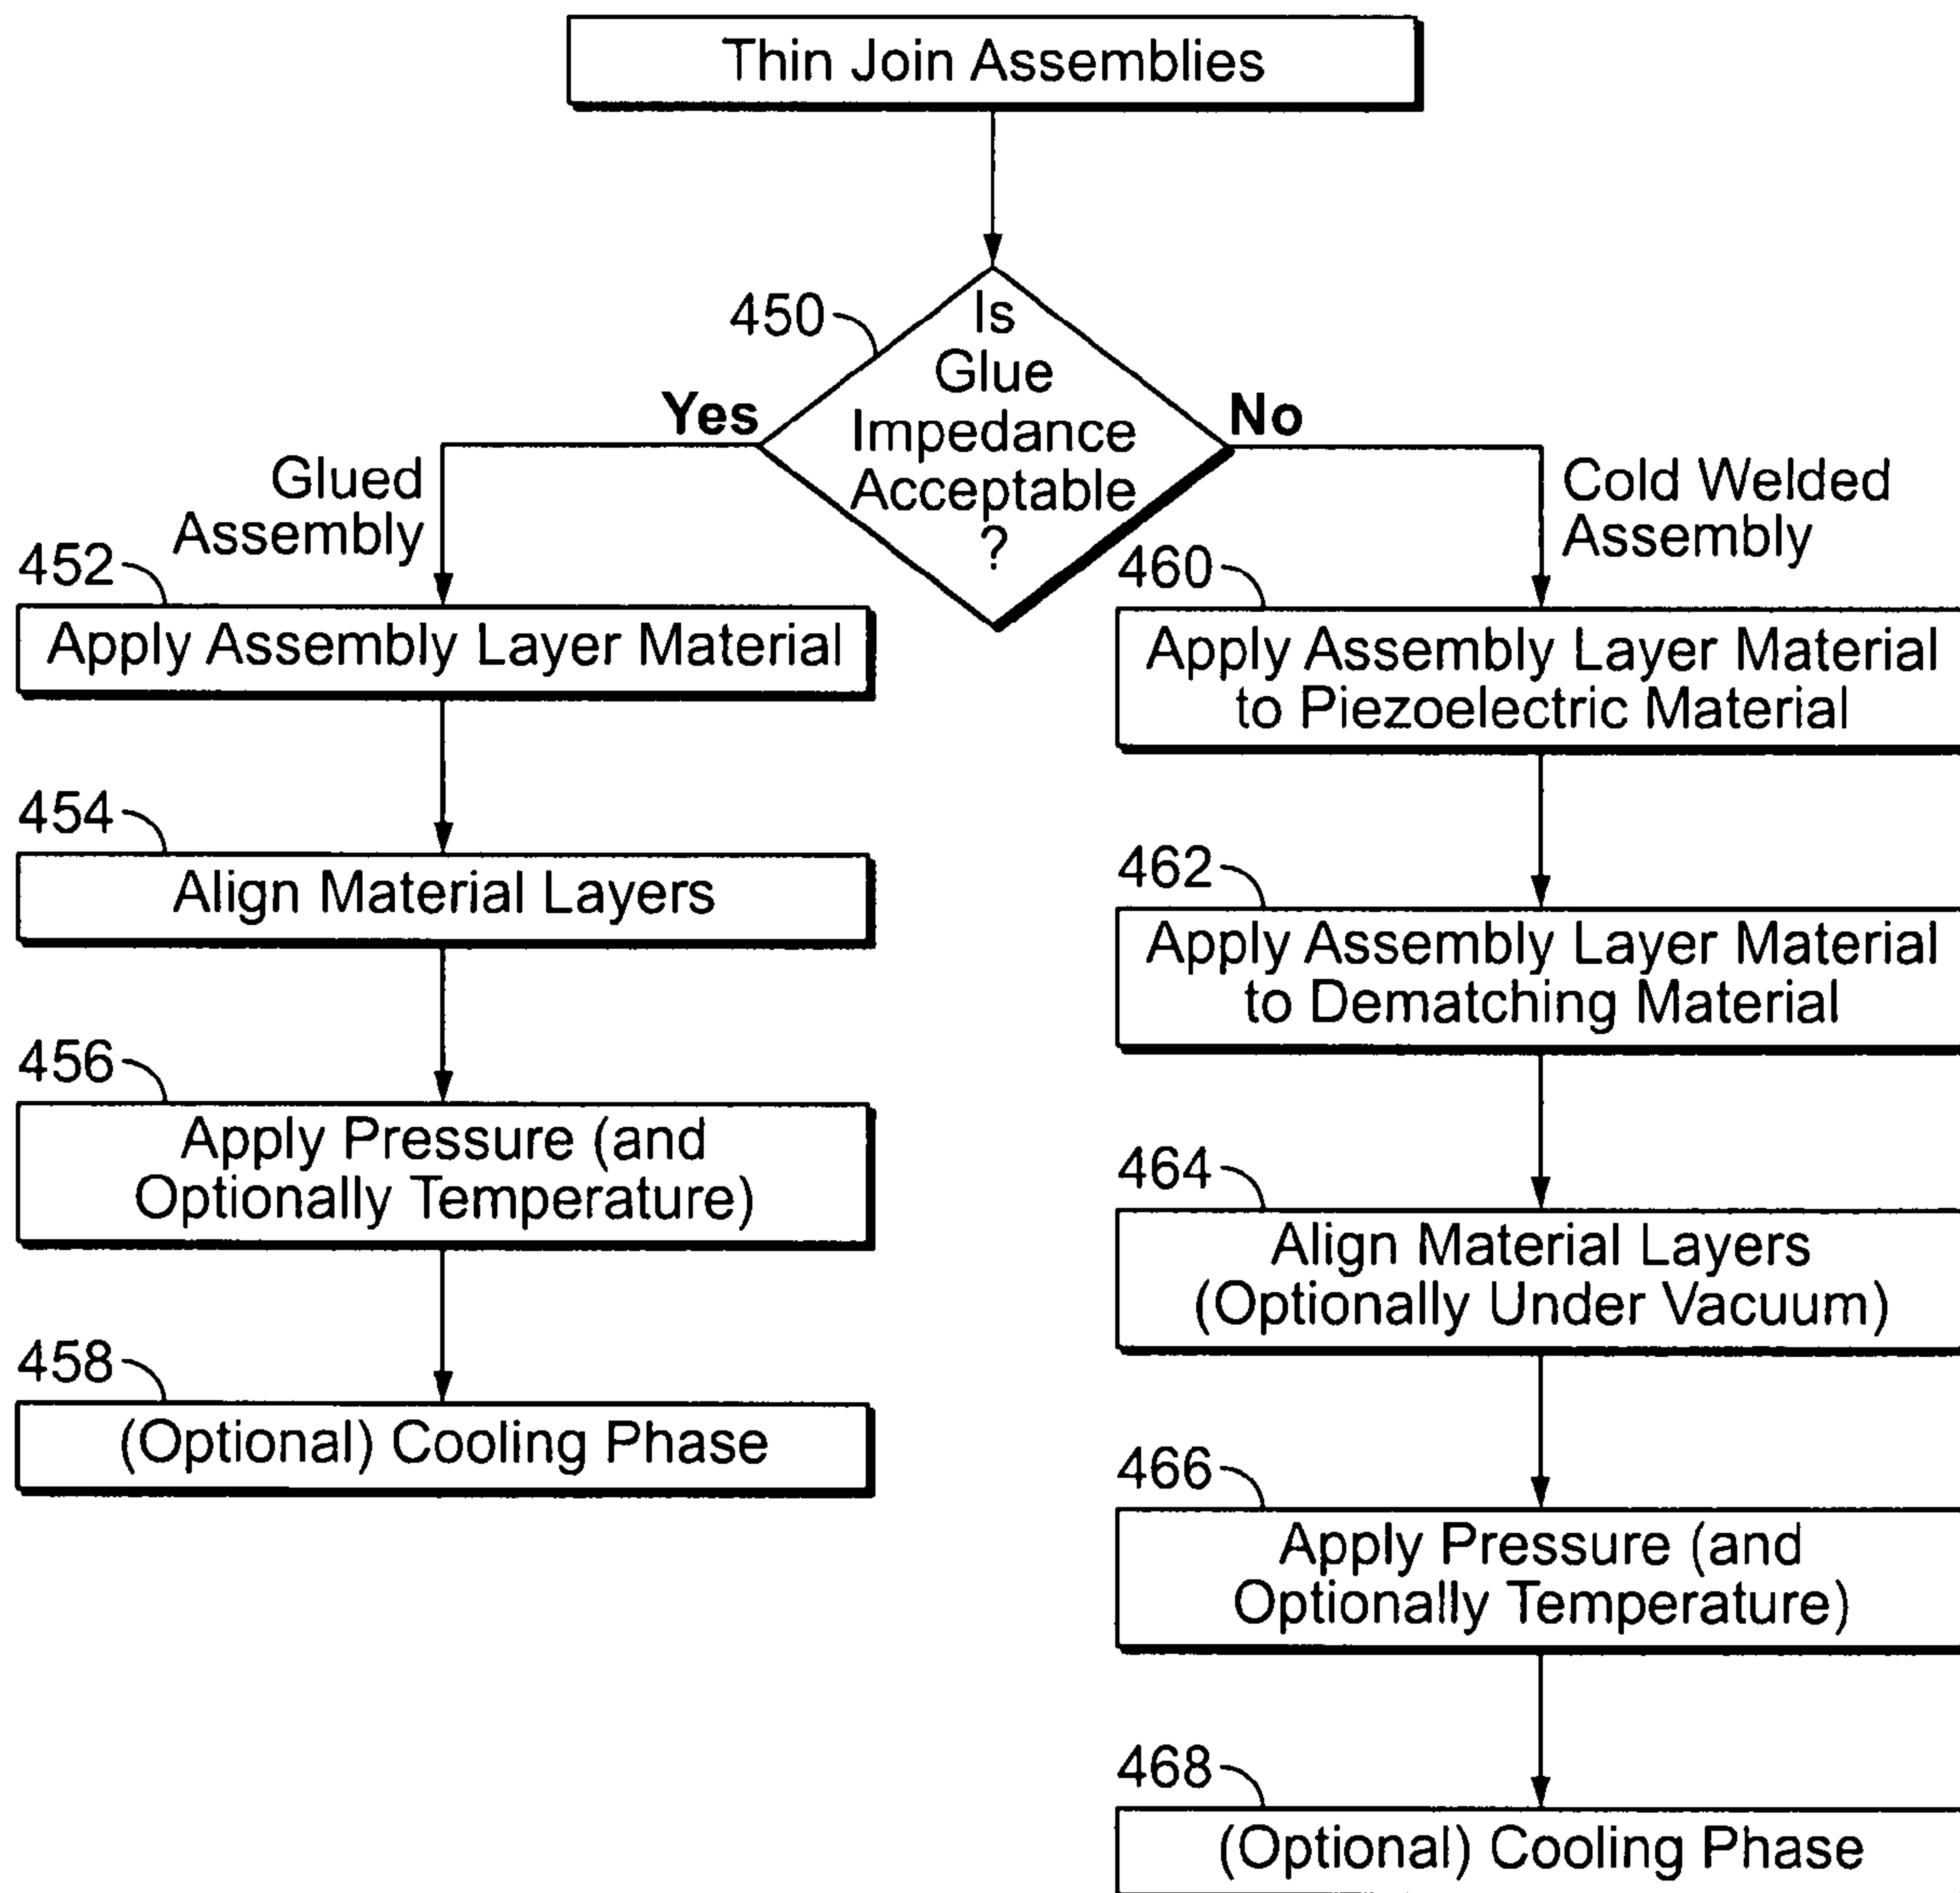 Thin Join Assemblies
450
Is
Glue
Impedance
Acceptable
?
Yes
Glued
Assembly
452
Apply Assembly Layer Material
454
Align Material Layers
456
Apply Pressure (and
Optionally Temperature)
458
(Optional) Cooling Phase
No
Cold Welded
Assembly
460
Apply Assembly Layer Material
to Piezoelectric Material
462
Apply Assembly Layer Material
to Dematching Material
464
Align Material Layers
(Optionally Under Vacuum)
466
Apply Pressure (and
Optionally Temperature)
468
(Optional) Cooling Phase